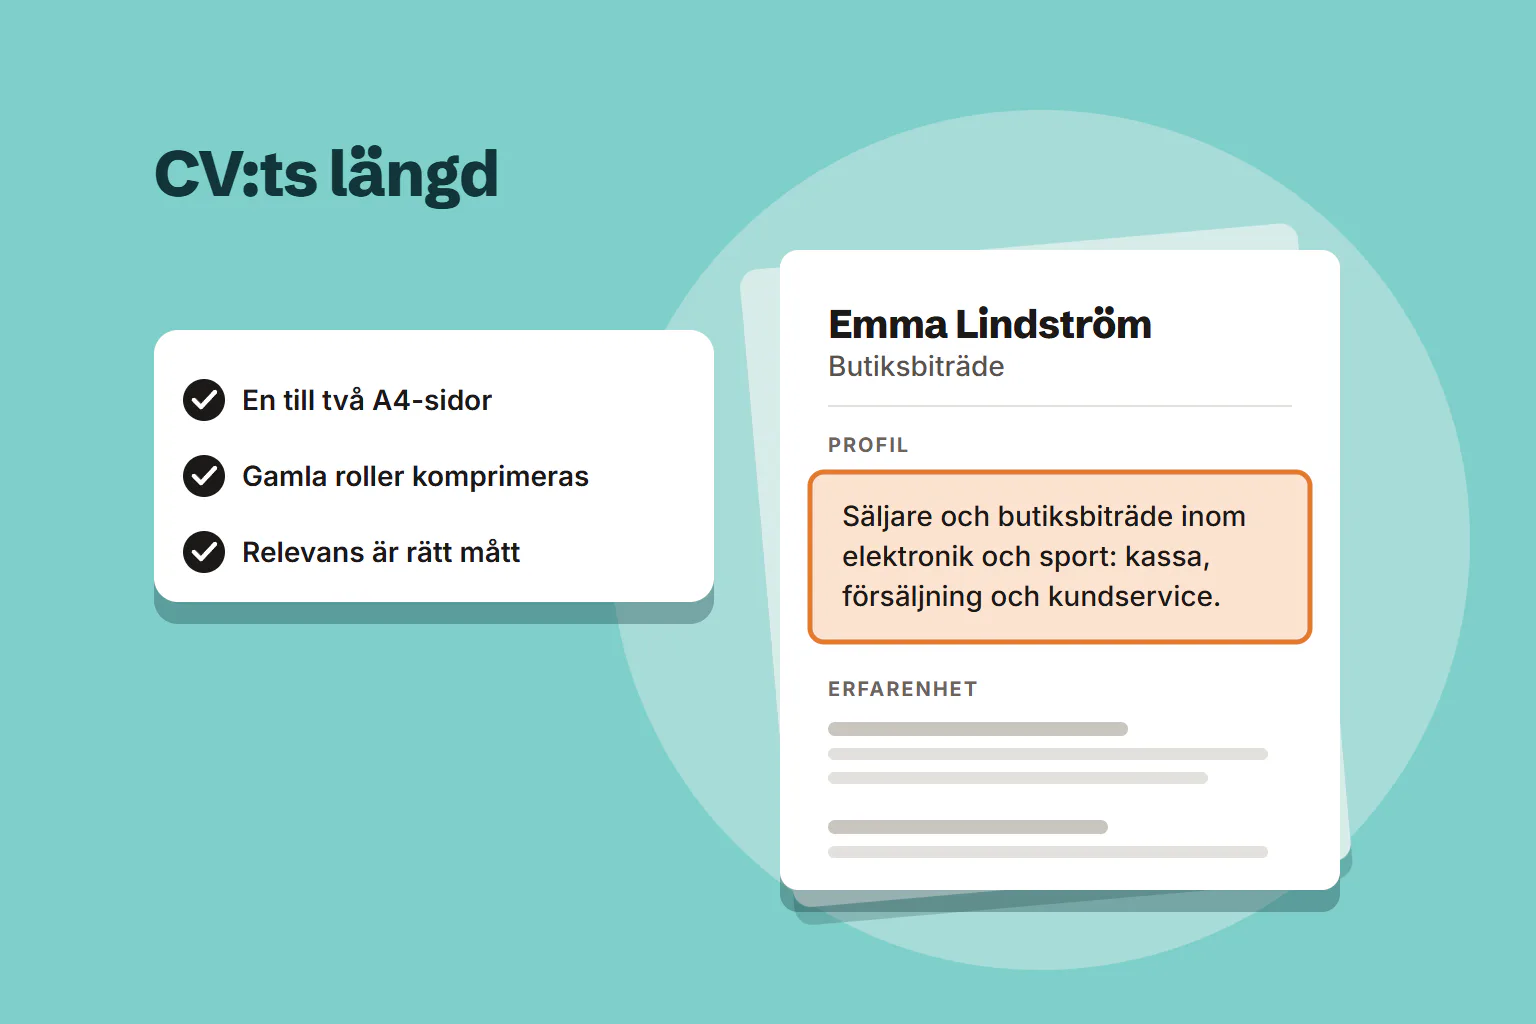 CV:ts längd
En till två A4-sidor
Gamla roller komprimeras
Relevans är rätt mått
Emma Lindström
Butiksbiträde
PROFIL
Säljare och butiksbiträde inom
elektronik och sport: kassa,
försäljning och kundservice.
ERFARENHET